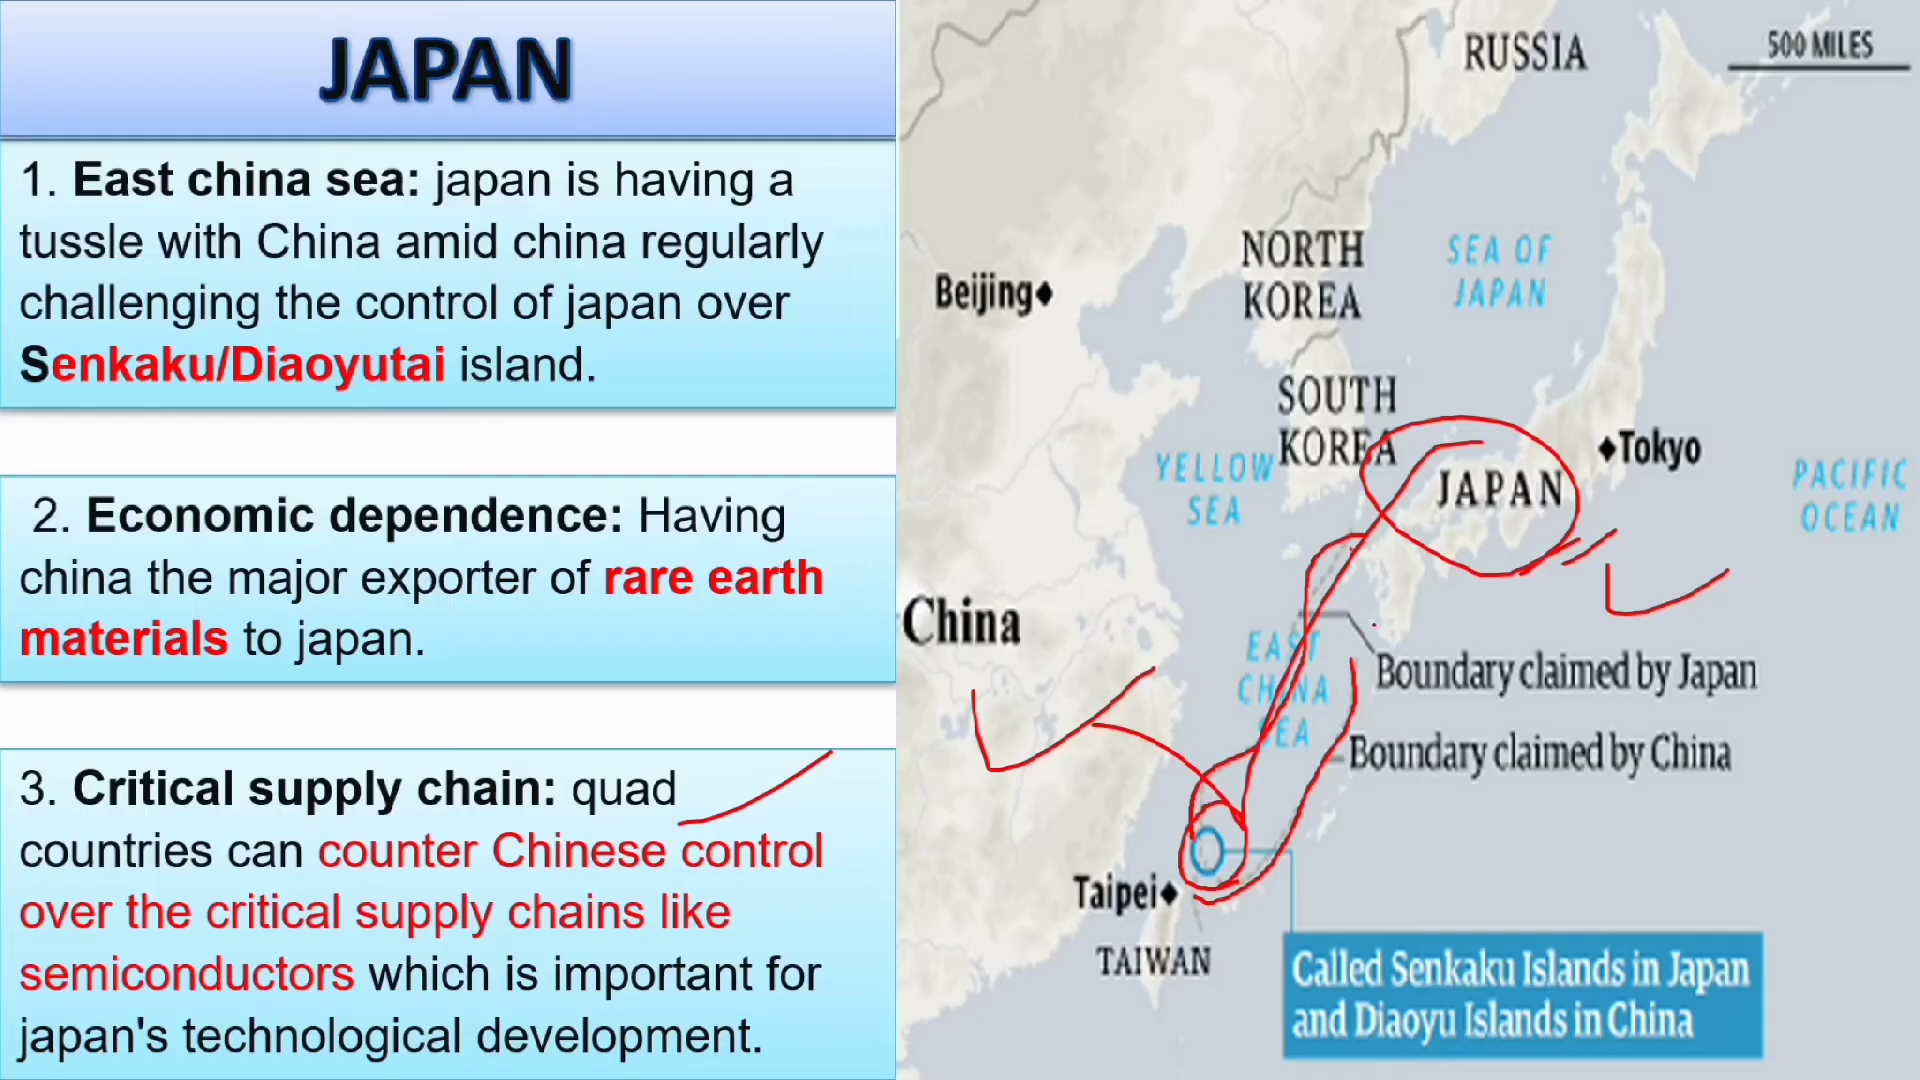 JAPAN
1. East china sea: japan is having a
tussle with China amid china regularly
challenging the control of japan over
Senkaku/Diaoyutai island.
2. Economic dependence: Having
china the major exporter of rare earth
materials to japan.
3. Critical supply chain: quad
countries can counter Chinese control
over the critical supply chains like
semiconductors which is important for
japan's technological development.
RUSSIA
500 MILES
NORTH
KOREA
SEA OF
JAPAN
Beijing
SOUTH
KOREA
YELLOW
SEA
JAPAN
Tokyo
PACIFIC
OCEAN
China
EAST
CHINA
SEA
Boundary claimed by Japan
Boundary claimed by China
Taipei
TAIWAN
Called Senkaku Islands in Japan
and Diaoyu Islands in China